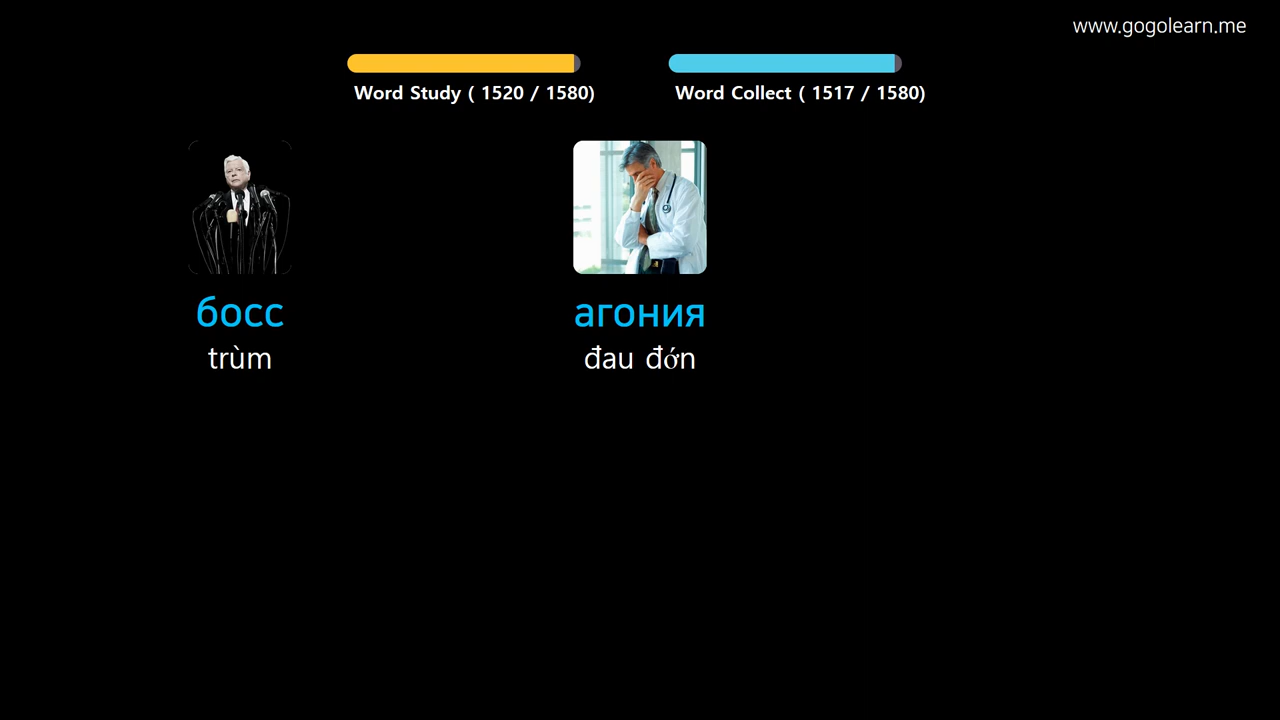 www.gogolearn.me
Word Study ( 1520 / 1580)
Word Collect ( 1517 / 1580)
босс
trùm
агония
đau đớn